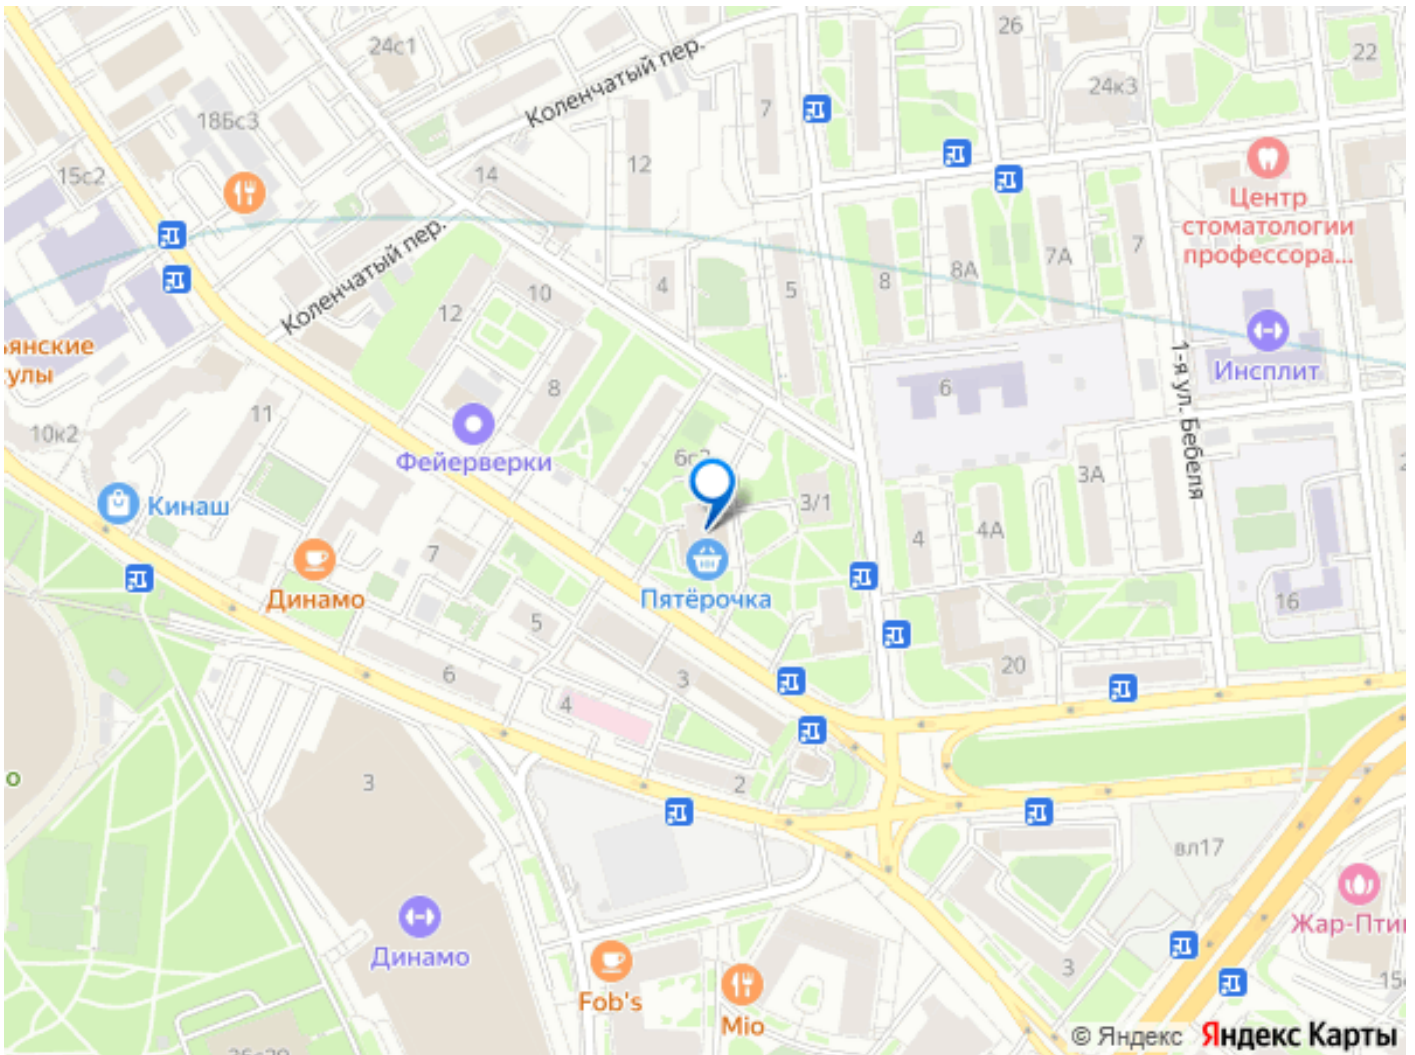 24с1
26
22
Коленчатый пер.
24к3
7
18Бс3
12
15с2
14
Центр
стоматологии
профессора...
Коленчатый пер.
4
5
8
8А
7А
7
10
12
1-я ул. Бебеля
ьянские
улы
Инсплит
8
6
11
10к2
Фейерверки
3А
3/1
Кинаш
4
4А
7
Динамо
Пятёрочка
16
5
6
3
20
4
3
2
о
вл17
Жар-Пти
Динамо
3
Fob's
Mio
© Яндекс Яндекс Карты